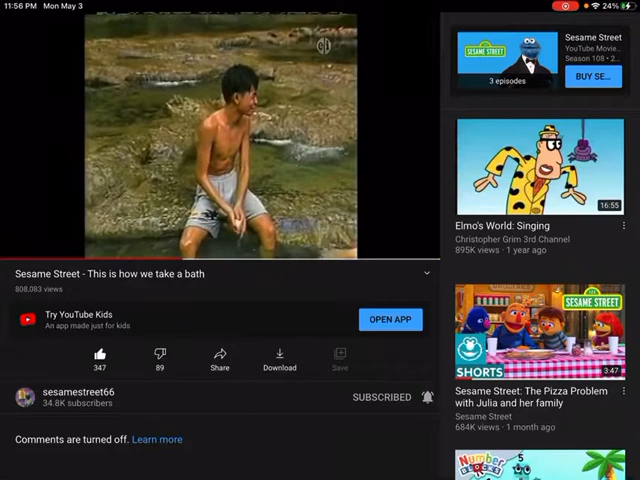 11:56 PM Mon May 3
24%
Sesame Street - This is how we take a bath
808,083 views
Try YouTube Kids
An app made just for kids
OPEN APP
347
89
Share
Download
Save
sesamestreet66
34.8K subscribers
SUBSCRIBED
Comments are turned off. Learn more
SESAME STREET
3 episodes
Sesame Street
YouTube Movie...
Season 108 • 2...
BUY SE...
16:55
Elmo's World: Singing
Christopher Grim 3rd Channel
895K views · 1 year ago
SESAME STREET
SHORTS
3:47
Sesame Street: The Pizza Problem
with Julia and her family
Sesame Street
684K views · 1 month ago
Number
BLOCKS
5